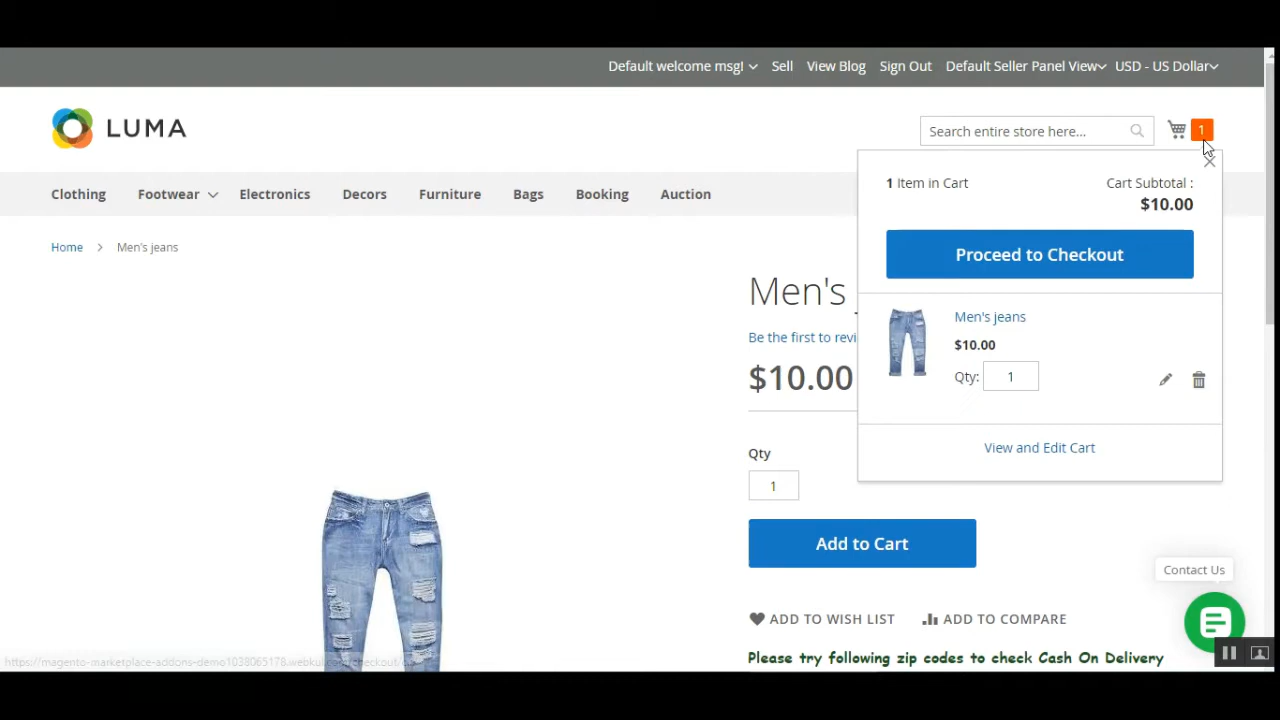 Default welcome msg! Sell View Blog Sign Out Default Seller Panel View USD - US Dollar
LUMA
Search entire store here...
1
Clothing Footwear Electronics Decors Furniture Bags Booking Auction
1 Item in Cart
Cart Subtotal :
$10.00
Proceed to Checkout
Men's jeans
$10.00
Qty: 1
View and Edit Cart
Home Men's jeans
Men's
Be the first to revi
$10.00
Qty
1
Add to Cart
Contact Us
ADD TO WISH LIST ADD TO COMPARE
Please try following zip codes to check Cash On Delivery